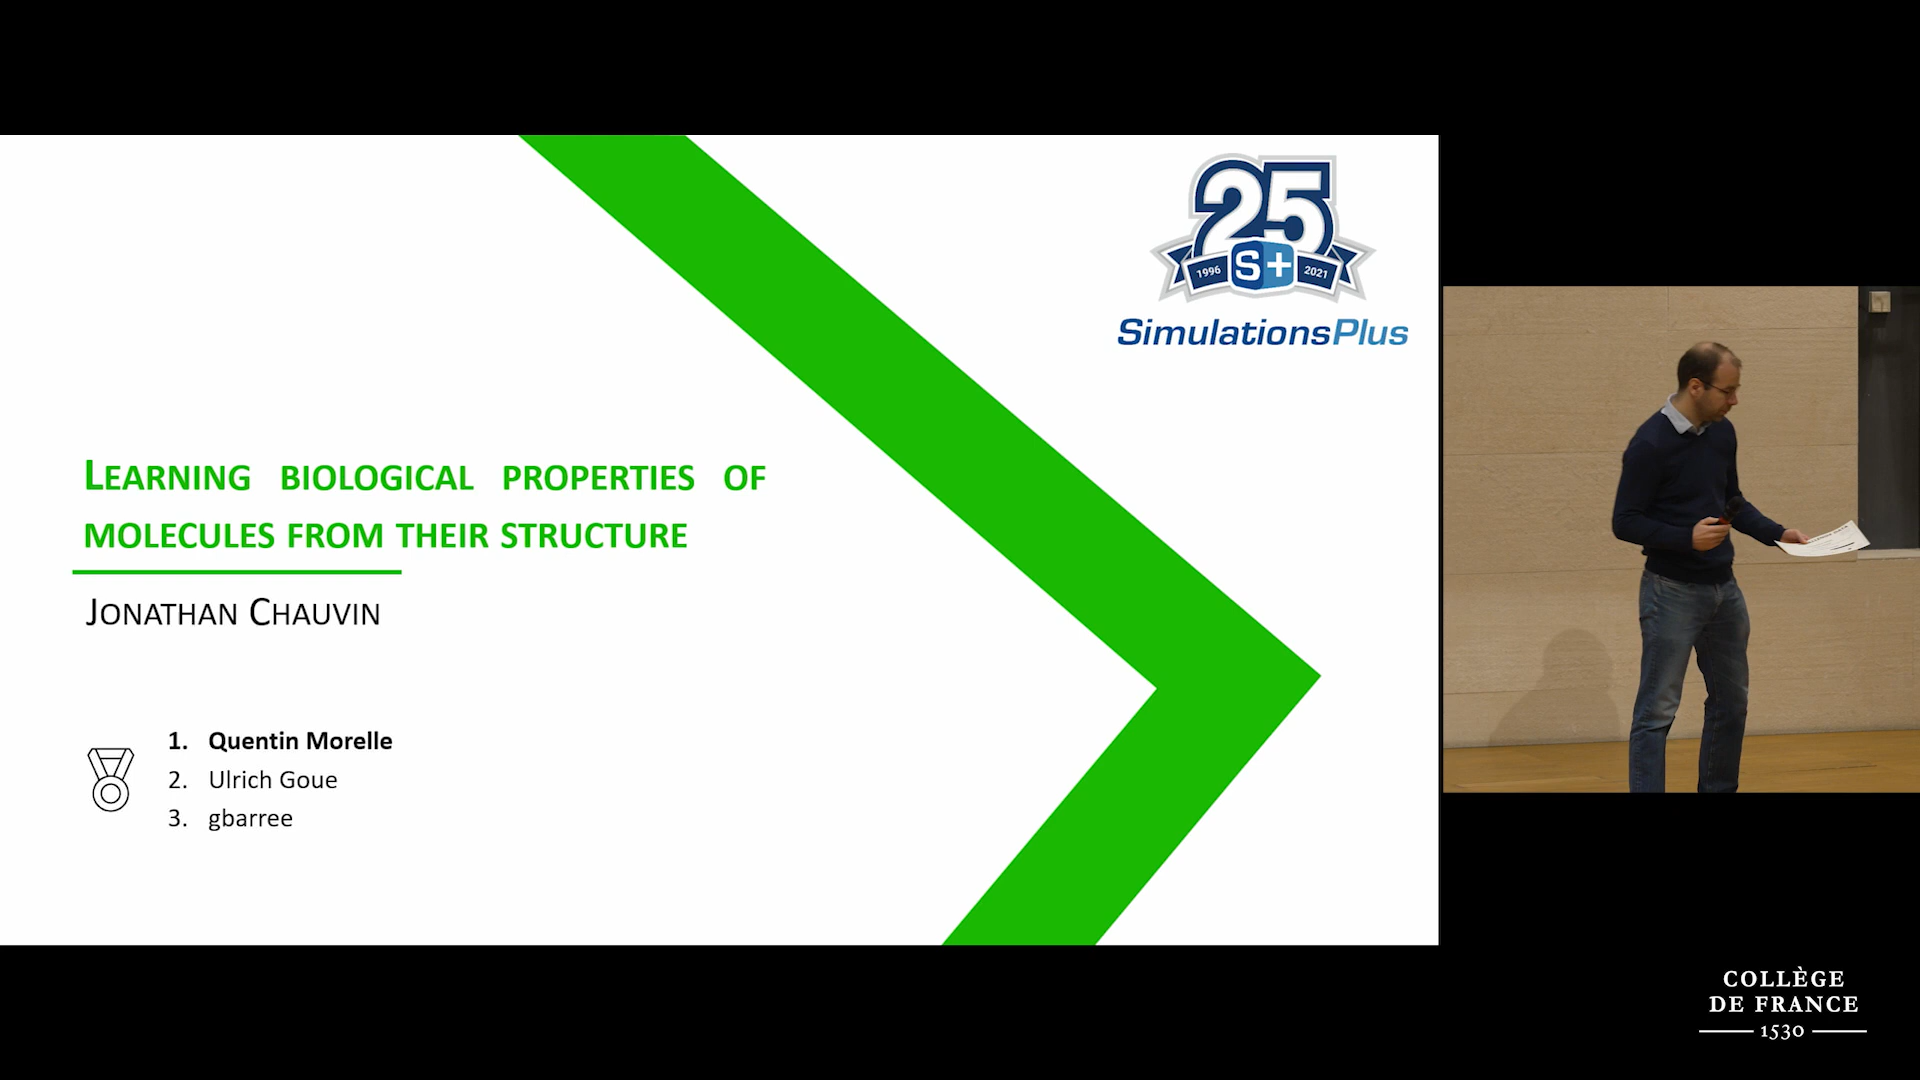 25
1996 S+ 2021
SimulationsPlus
LEARNING BIOLOGICAL PROPERTIES OF
MOLECULES FROM THEIR STRUCTURE
JONATHAN CHAUVIN
1. Quentin Morelle
2. Ulrich Goue
3. gbarree
COLLÈGE
DE FRANCE
1530